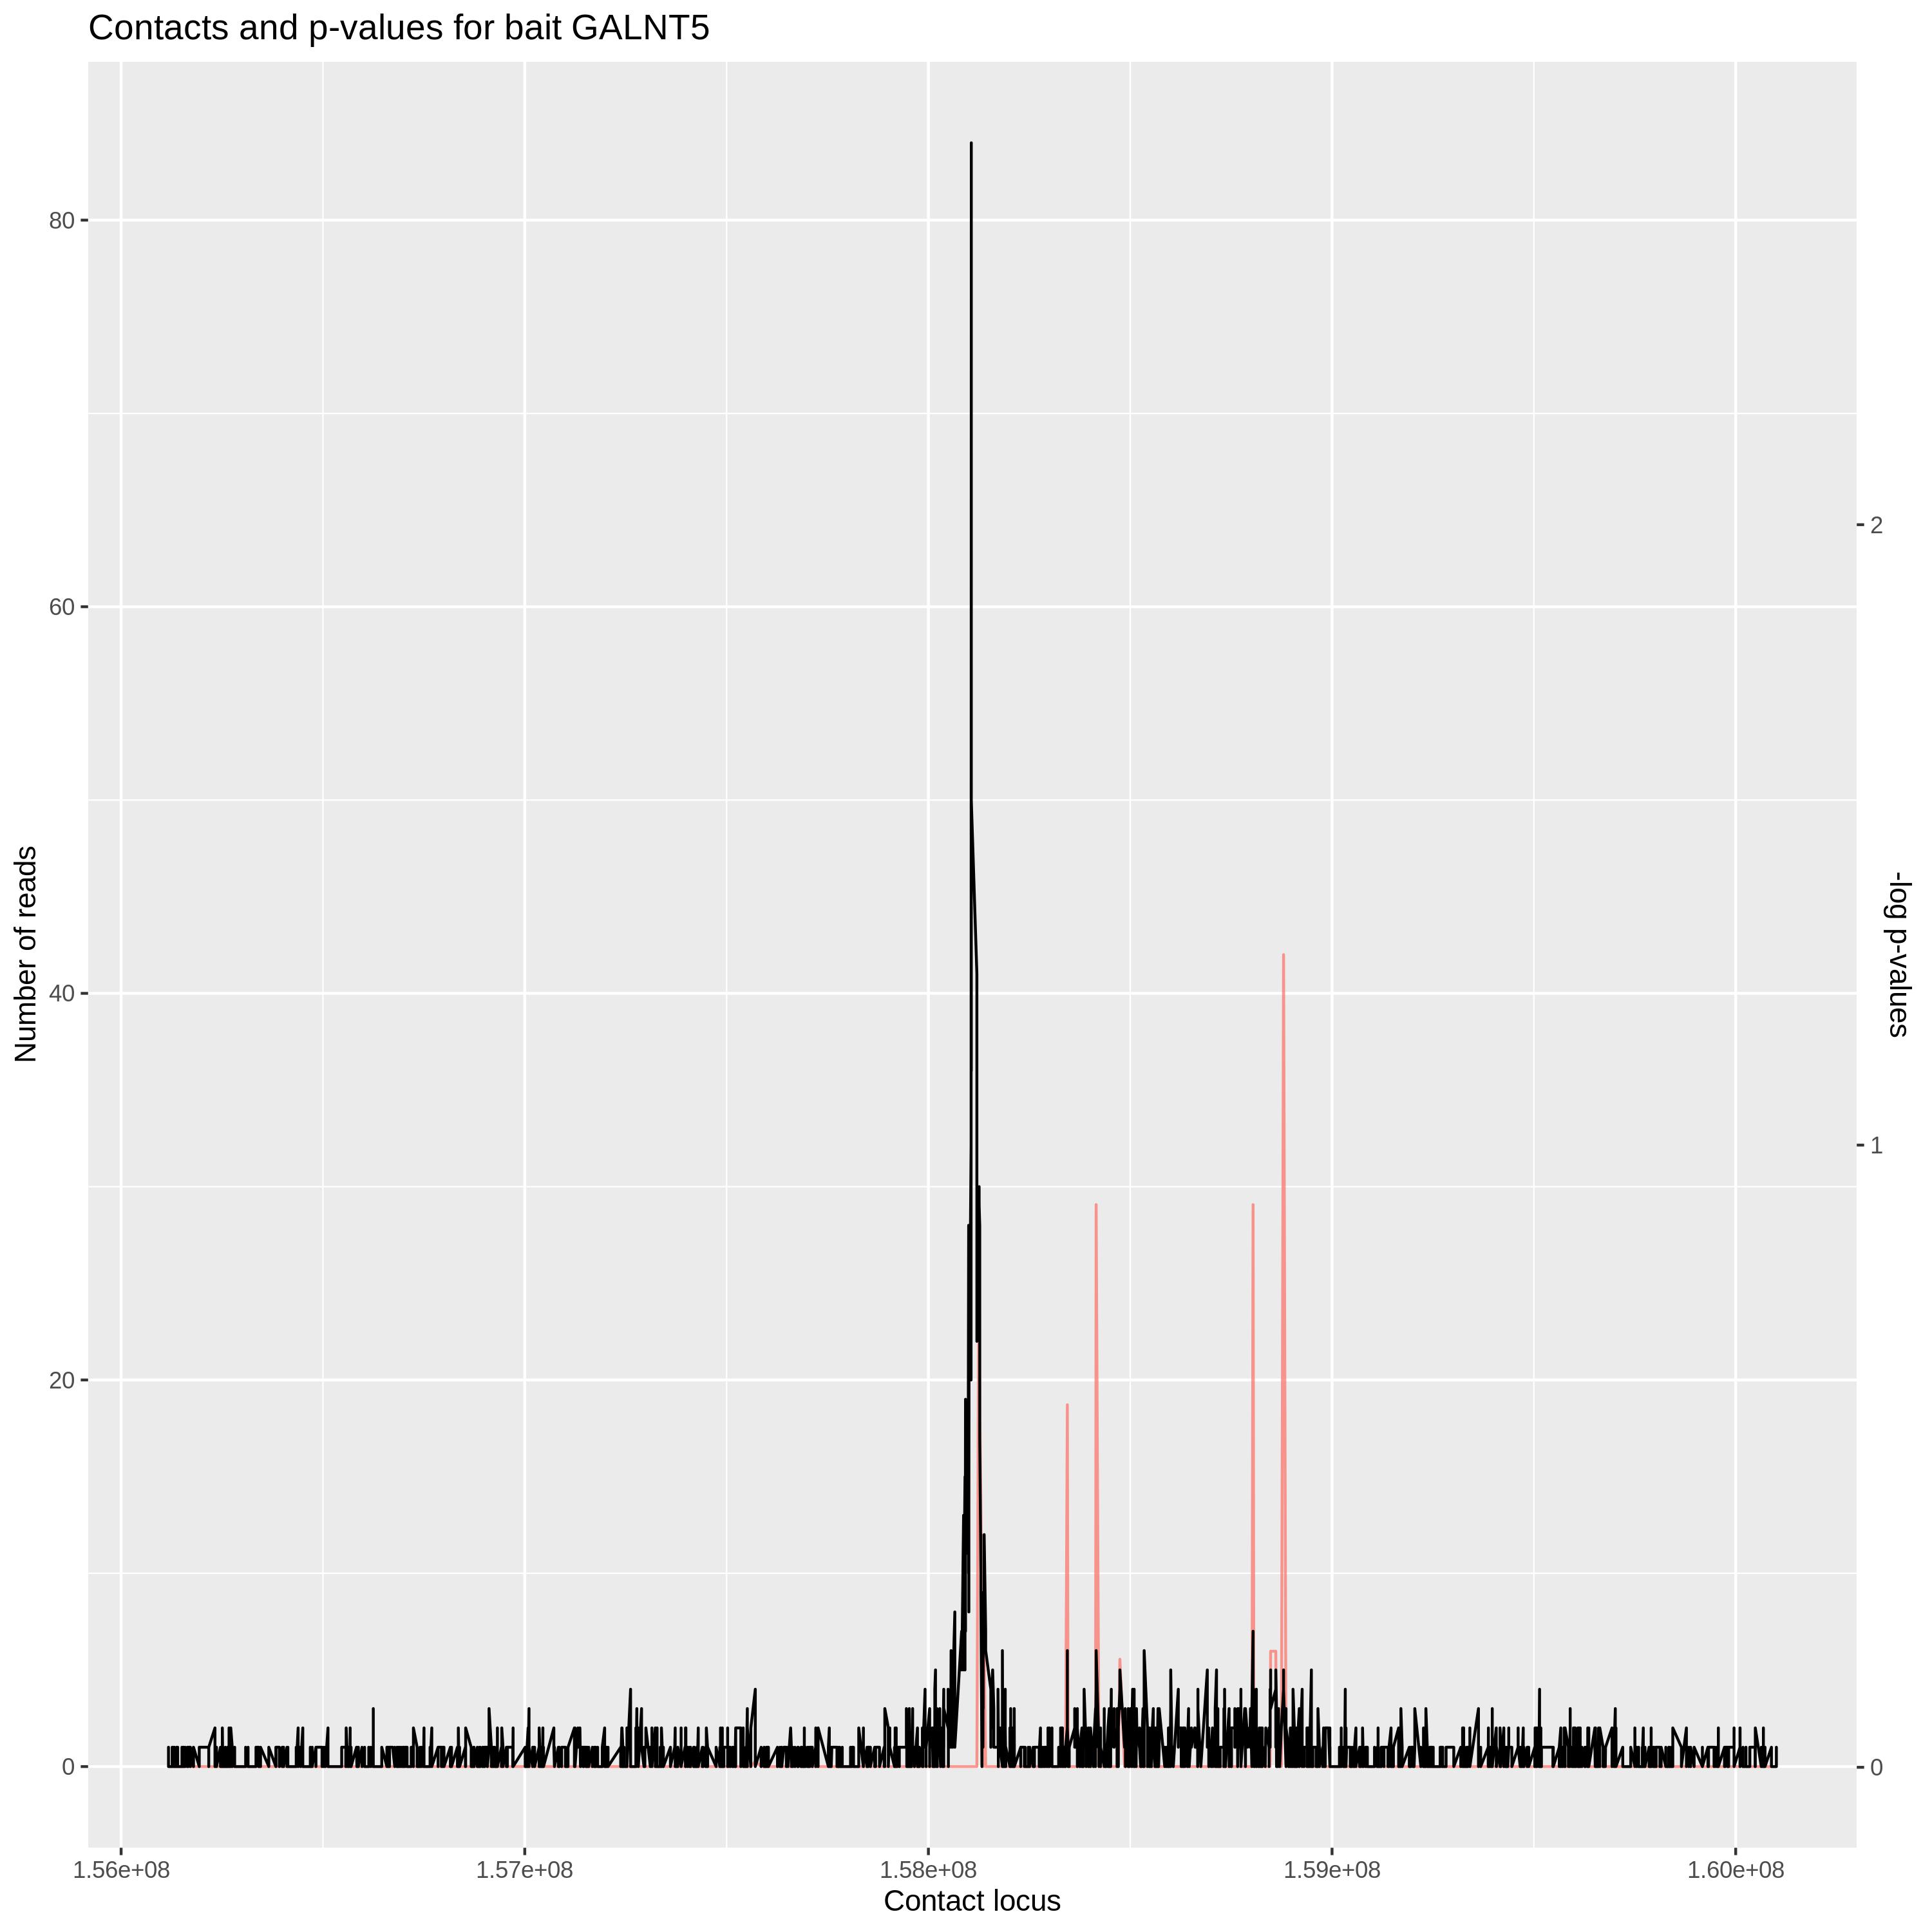 Contacts and p-values for bait GALNT5
80
60
40
20
0
2
1
0
Number of reads
-log p-values
1.56e+08
1.57e+08
1.58e+08
1.59e+08
1.60e+08
Contact locus